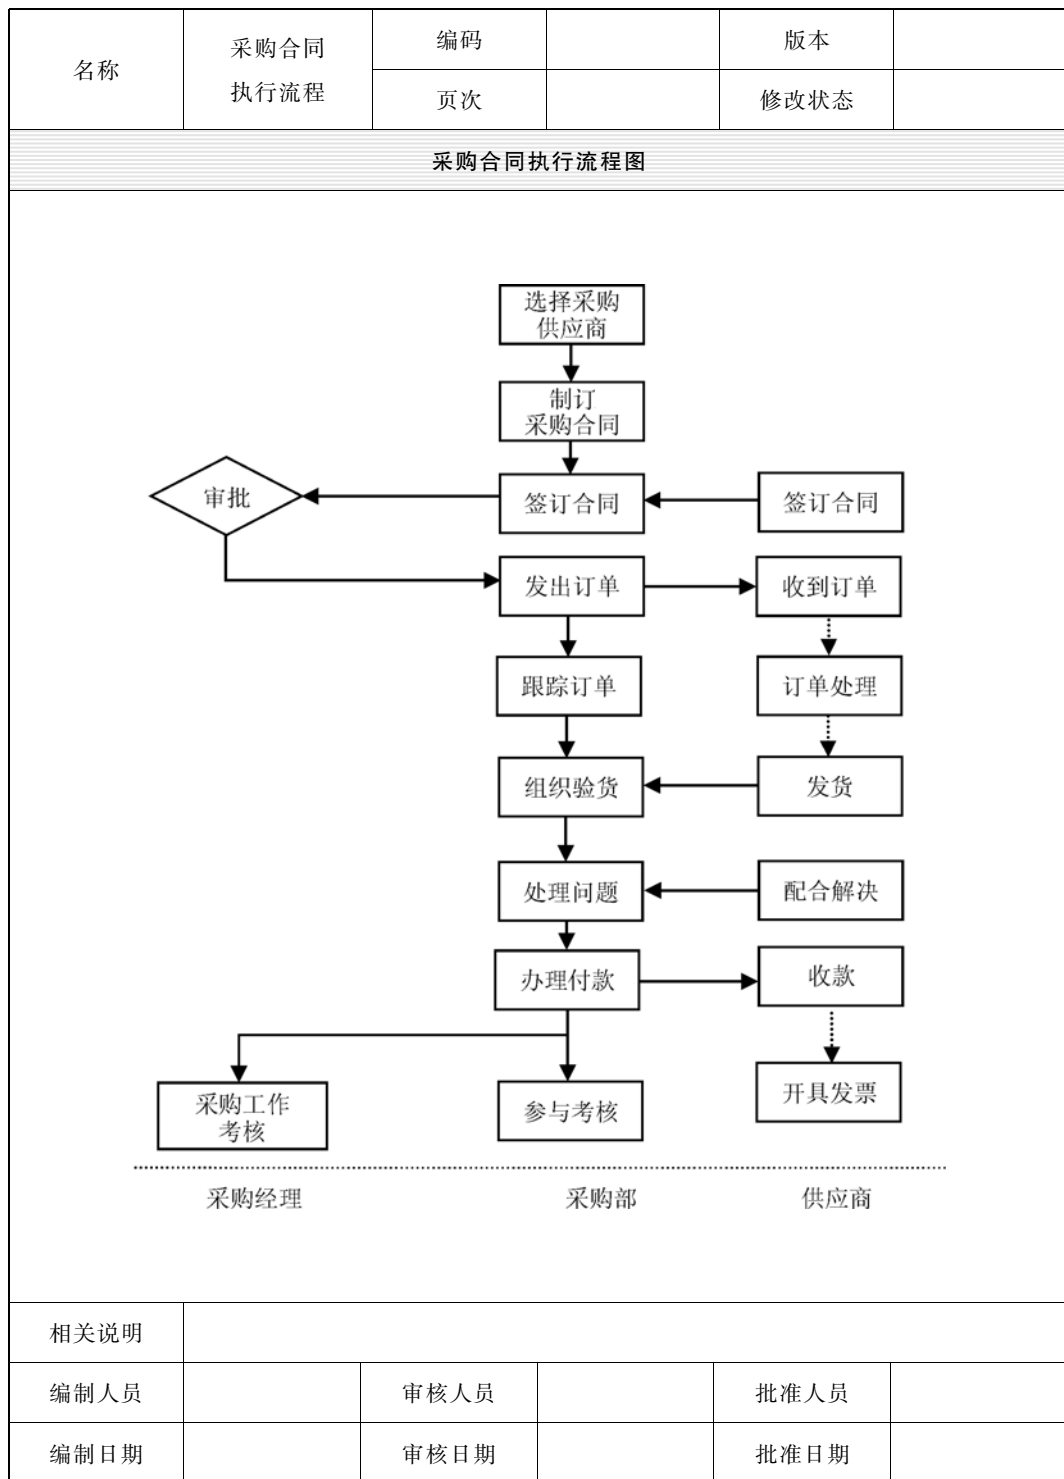 名称
采购合同
执行流程
编码
版本
页次
修改状态
采购合同执行流程图
选择采购
供应商
制订
采购合同
审批
签订合同
签订合同
发出订单
收到订单
跟踪订单
订单处理
组织验货
发货
处理问题
配合解决
办理付款
收款
采购工作
考核
参与考核
开具发票
采购经理
采购部
供应商
相关说明
编制人员
审核人员
批准人员
编制日期
审核日期
批准日期